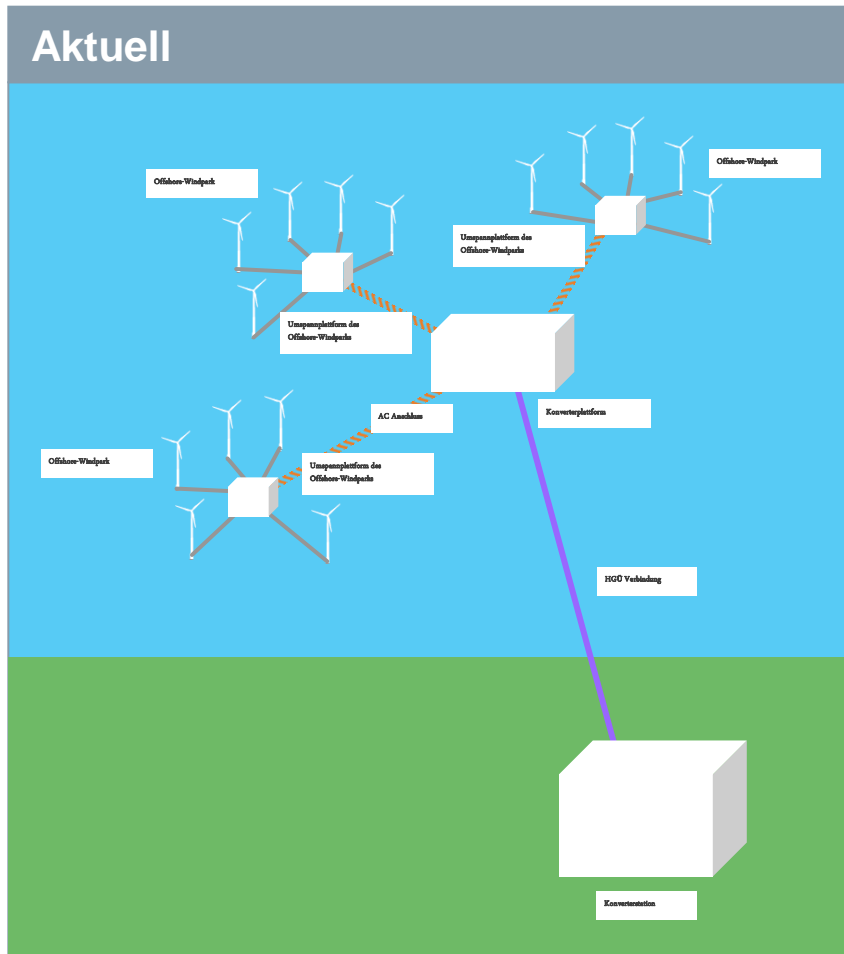 Aktuell
Offshore-Windpark
Offshore-Windpark
Umspannplattform des
Offshore-Windparks
Umspannplattform des
Offshore-Windparks
AC Anschluss
Konverterplattform
Offshore-Windpark
Umspannplattform des
Offshore-Windparks
HGÜ Verbindung
Konverterstation